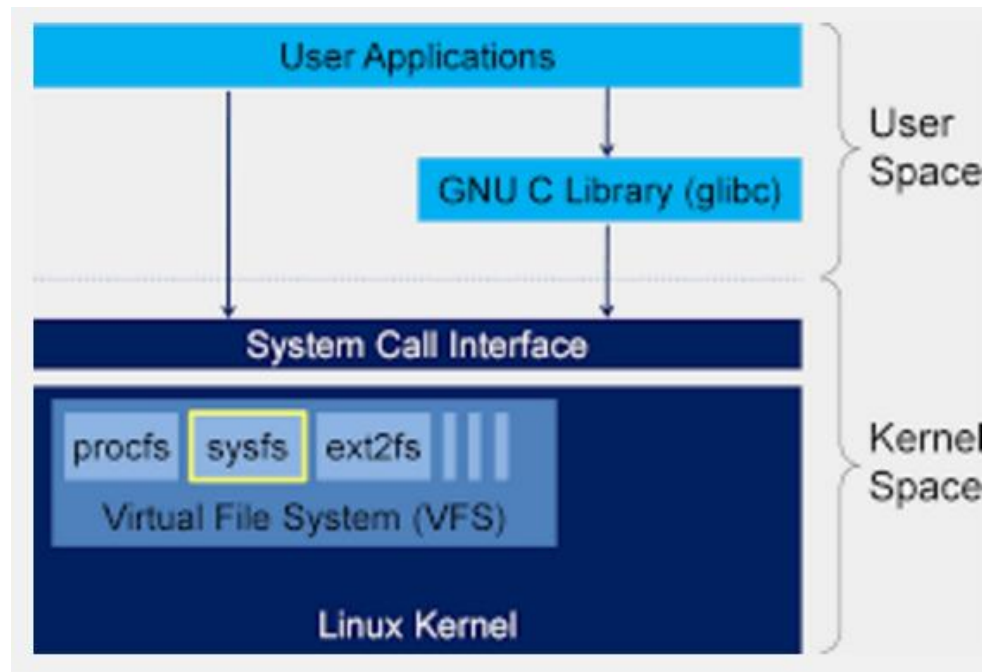 User Applications
User
Space
GNU C Library (glibc)
System Call Interface
procfs sysfs ext2fs
Virtual File System (VFS)
Kernel
Space
Linux Kernel